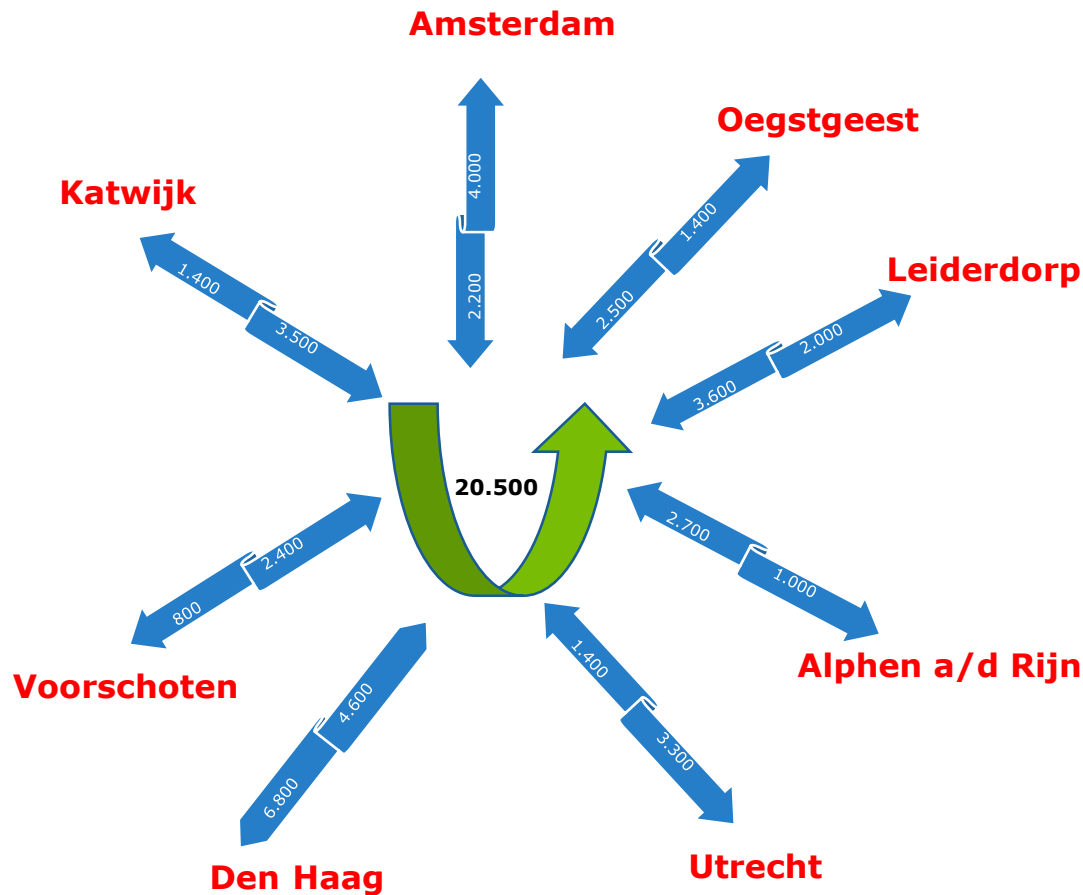 Amsterdam
Oegstgeest
Katwijk
Leiderdorp
4.000
2.200
1.400
2.500
1.400
3.500
2.000
3.600
20.500
2.400
800
2.700
1.000
Voorschoten
Alphen a/d Rijn
4.600
6.800
1.400
3.300
Den Haag
Utrecht